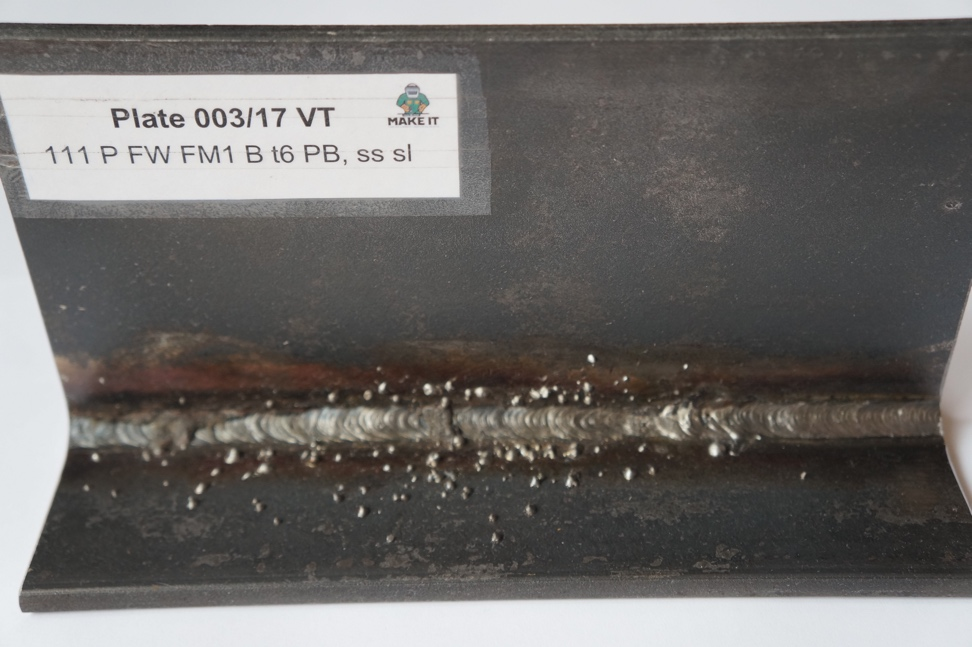 Plate 003/17 VT
MAKE IT
111 P FW FM1 B t6 PB, ss sl